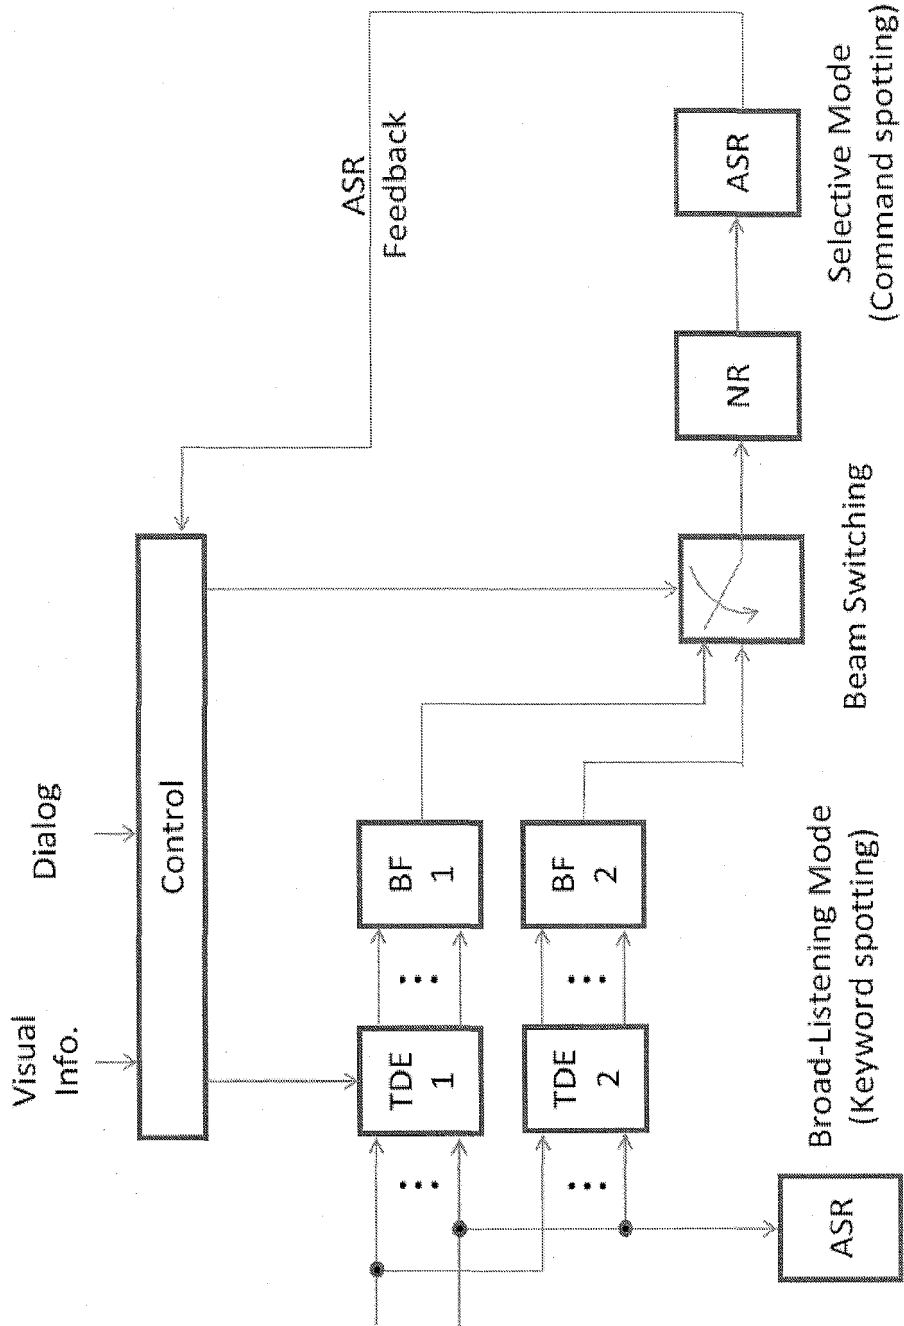 Visual
Info.
Dialog
Control
ASR
Feedback
TDE
1
BF
1
TDE
2
BF
2
NR
ASR
ASR
Broad-Listening Mode
(Keyword spotting)
Beam Switching
Selective Mode
(Command spotting)